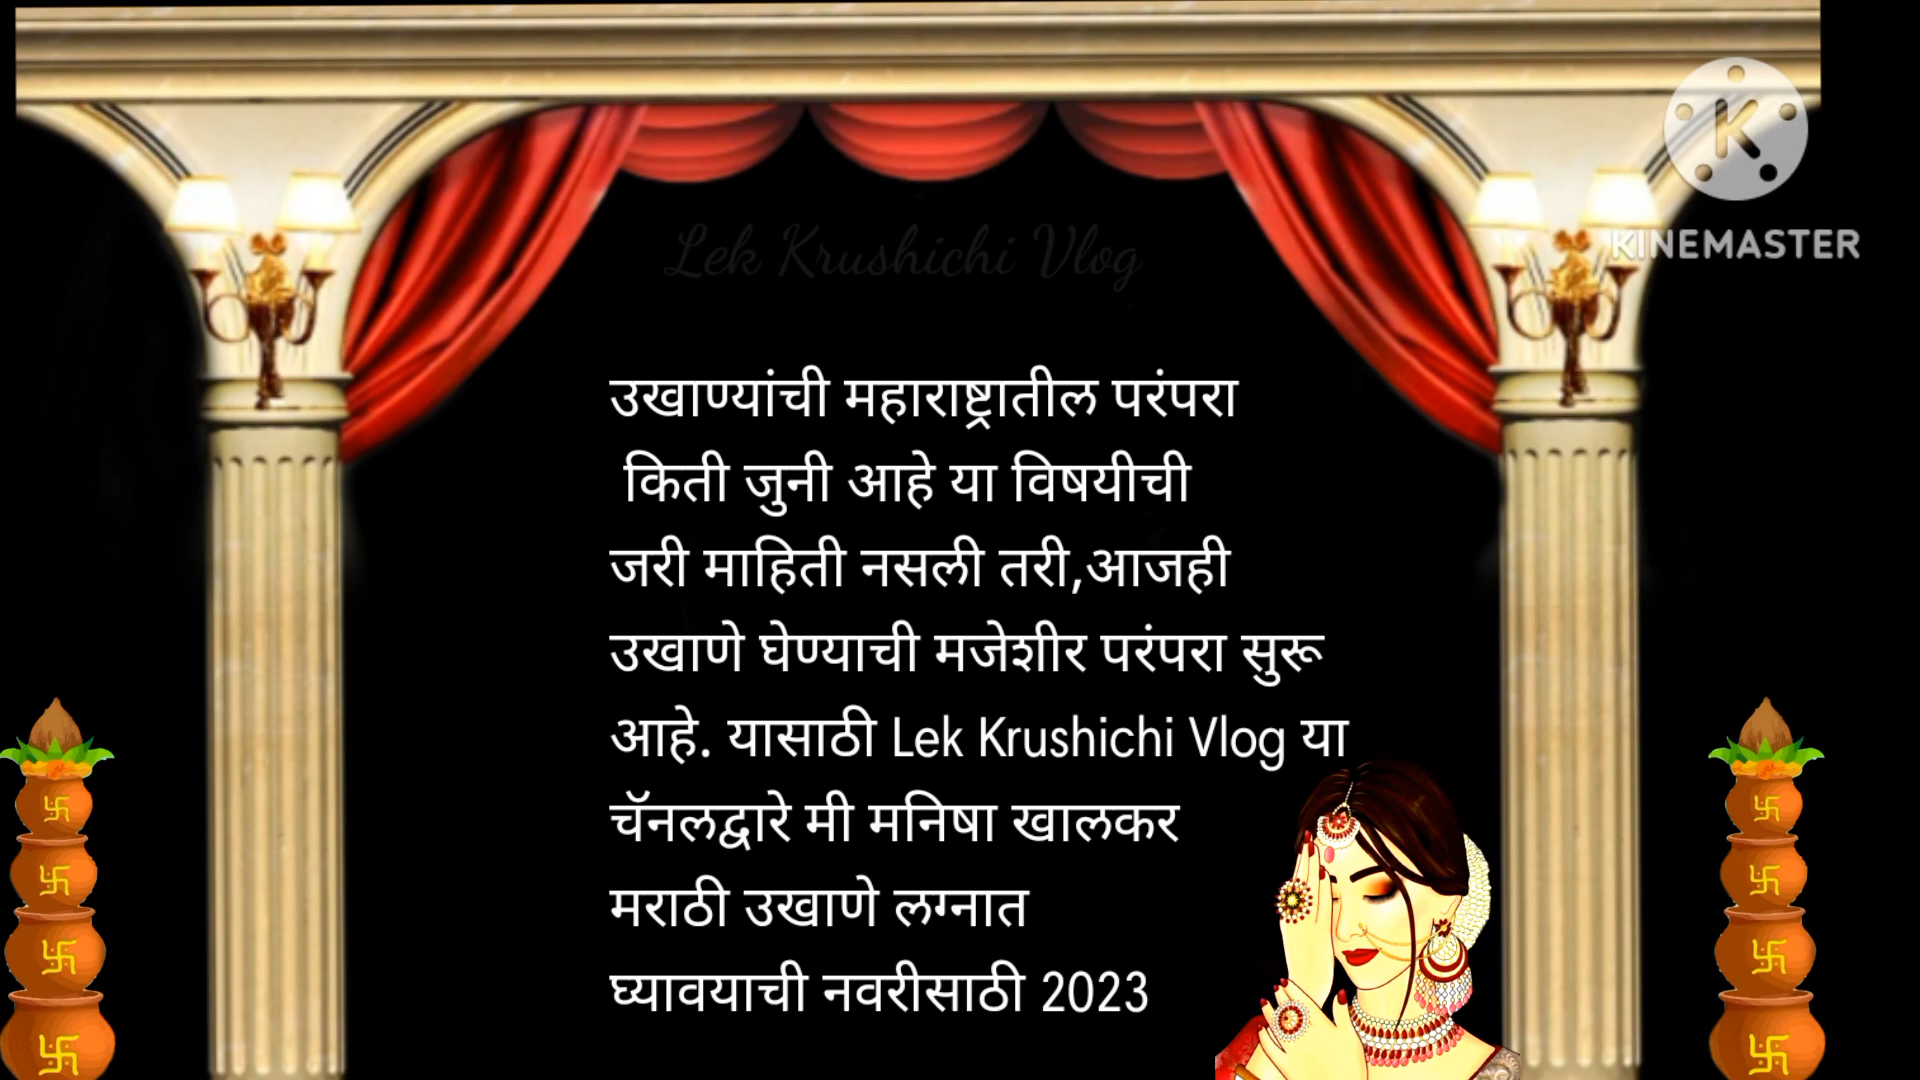 K
KINEMASTER
Lek Krushichi Vlog
उखाण्यांची महाराष्ट्रातील परंपरा
किती जुनी आहे या विषयीची
जरी माहिती नसली तरी,आजही
उखाणे घेण्याची मजेशीर परंपरा सुरू
आहे. यासाठी Lek Krushichi Vlog या
चॅनलद्वारे मी मनिषा खालकर
मराठी उखाणे लग्नात
घ्यावयाची नवरीसाठी 2023